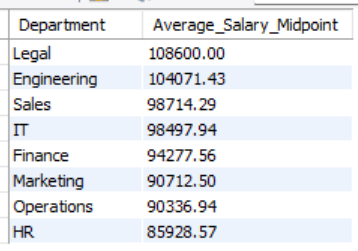 Department Average_Salary_Midpoint
Legal 108600.00
Engineering 104071.43
Sales 98714.29
IT 98497.94
Finance 94277.56
Marketing 90712.50
Operations 90336.94
HR 85928.57